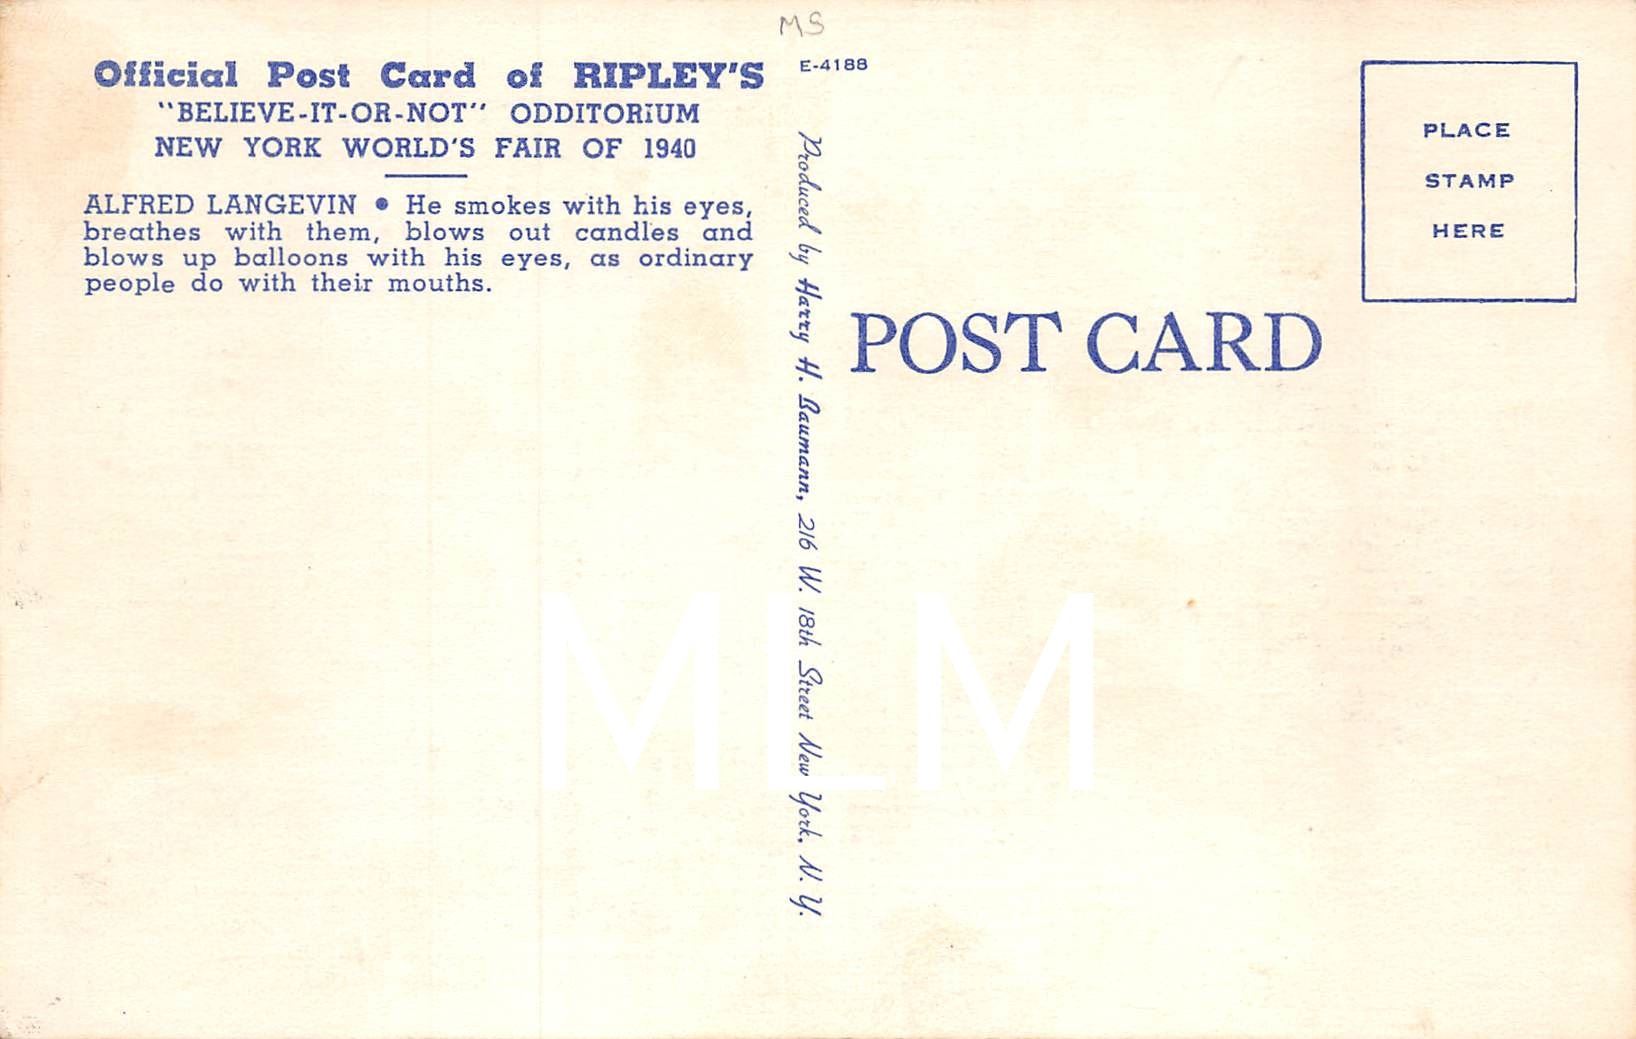 MS
Official Post Card of RIPLEY'S
"BELIEVE-IT-OR-NOT" ODDITORIUM
NEW YORK WORLD'S FAIR OF 1940
ALFRED LANGEVIN • He smokes with his eyes,
breathes with them, blows out candles and
blows up balloons with his eyes, as ordinary
people do with their mouths.
E-4188
Produced by Harry H. Baumann, 216 W. 18th Street New York, N. Y.
PLACE
STAMP
HERE
POST CARD
MLM